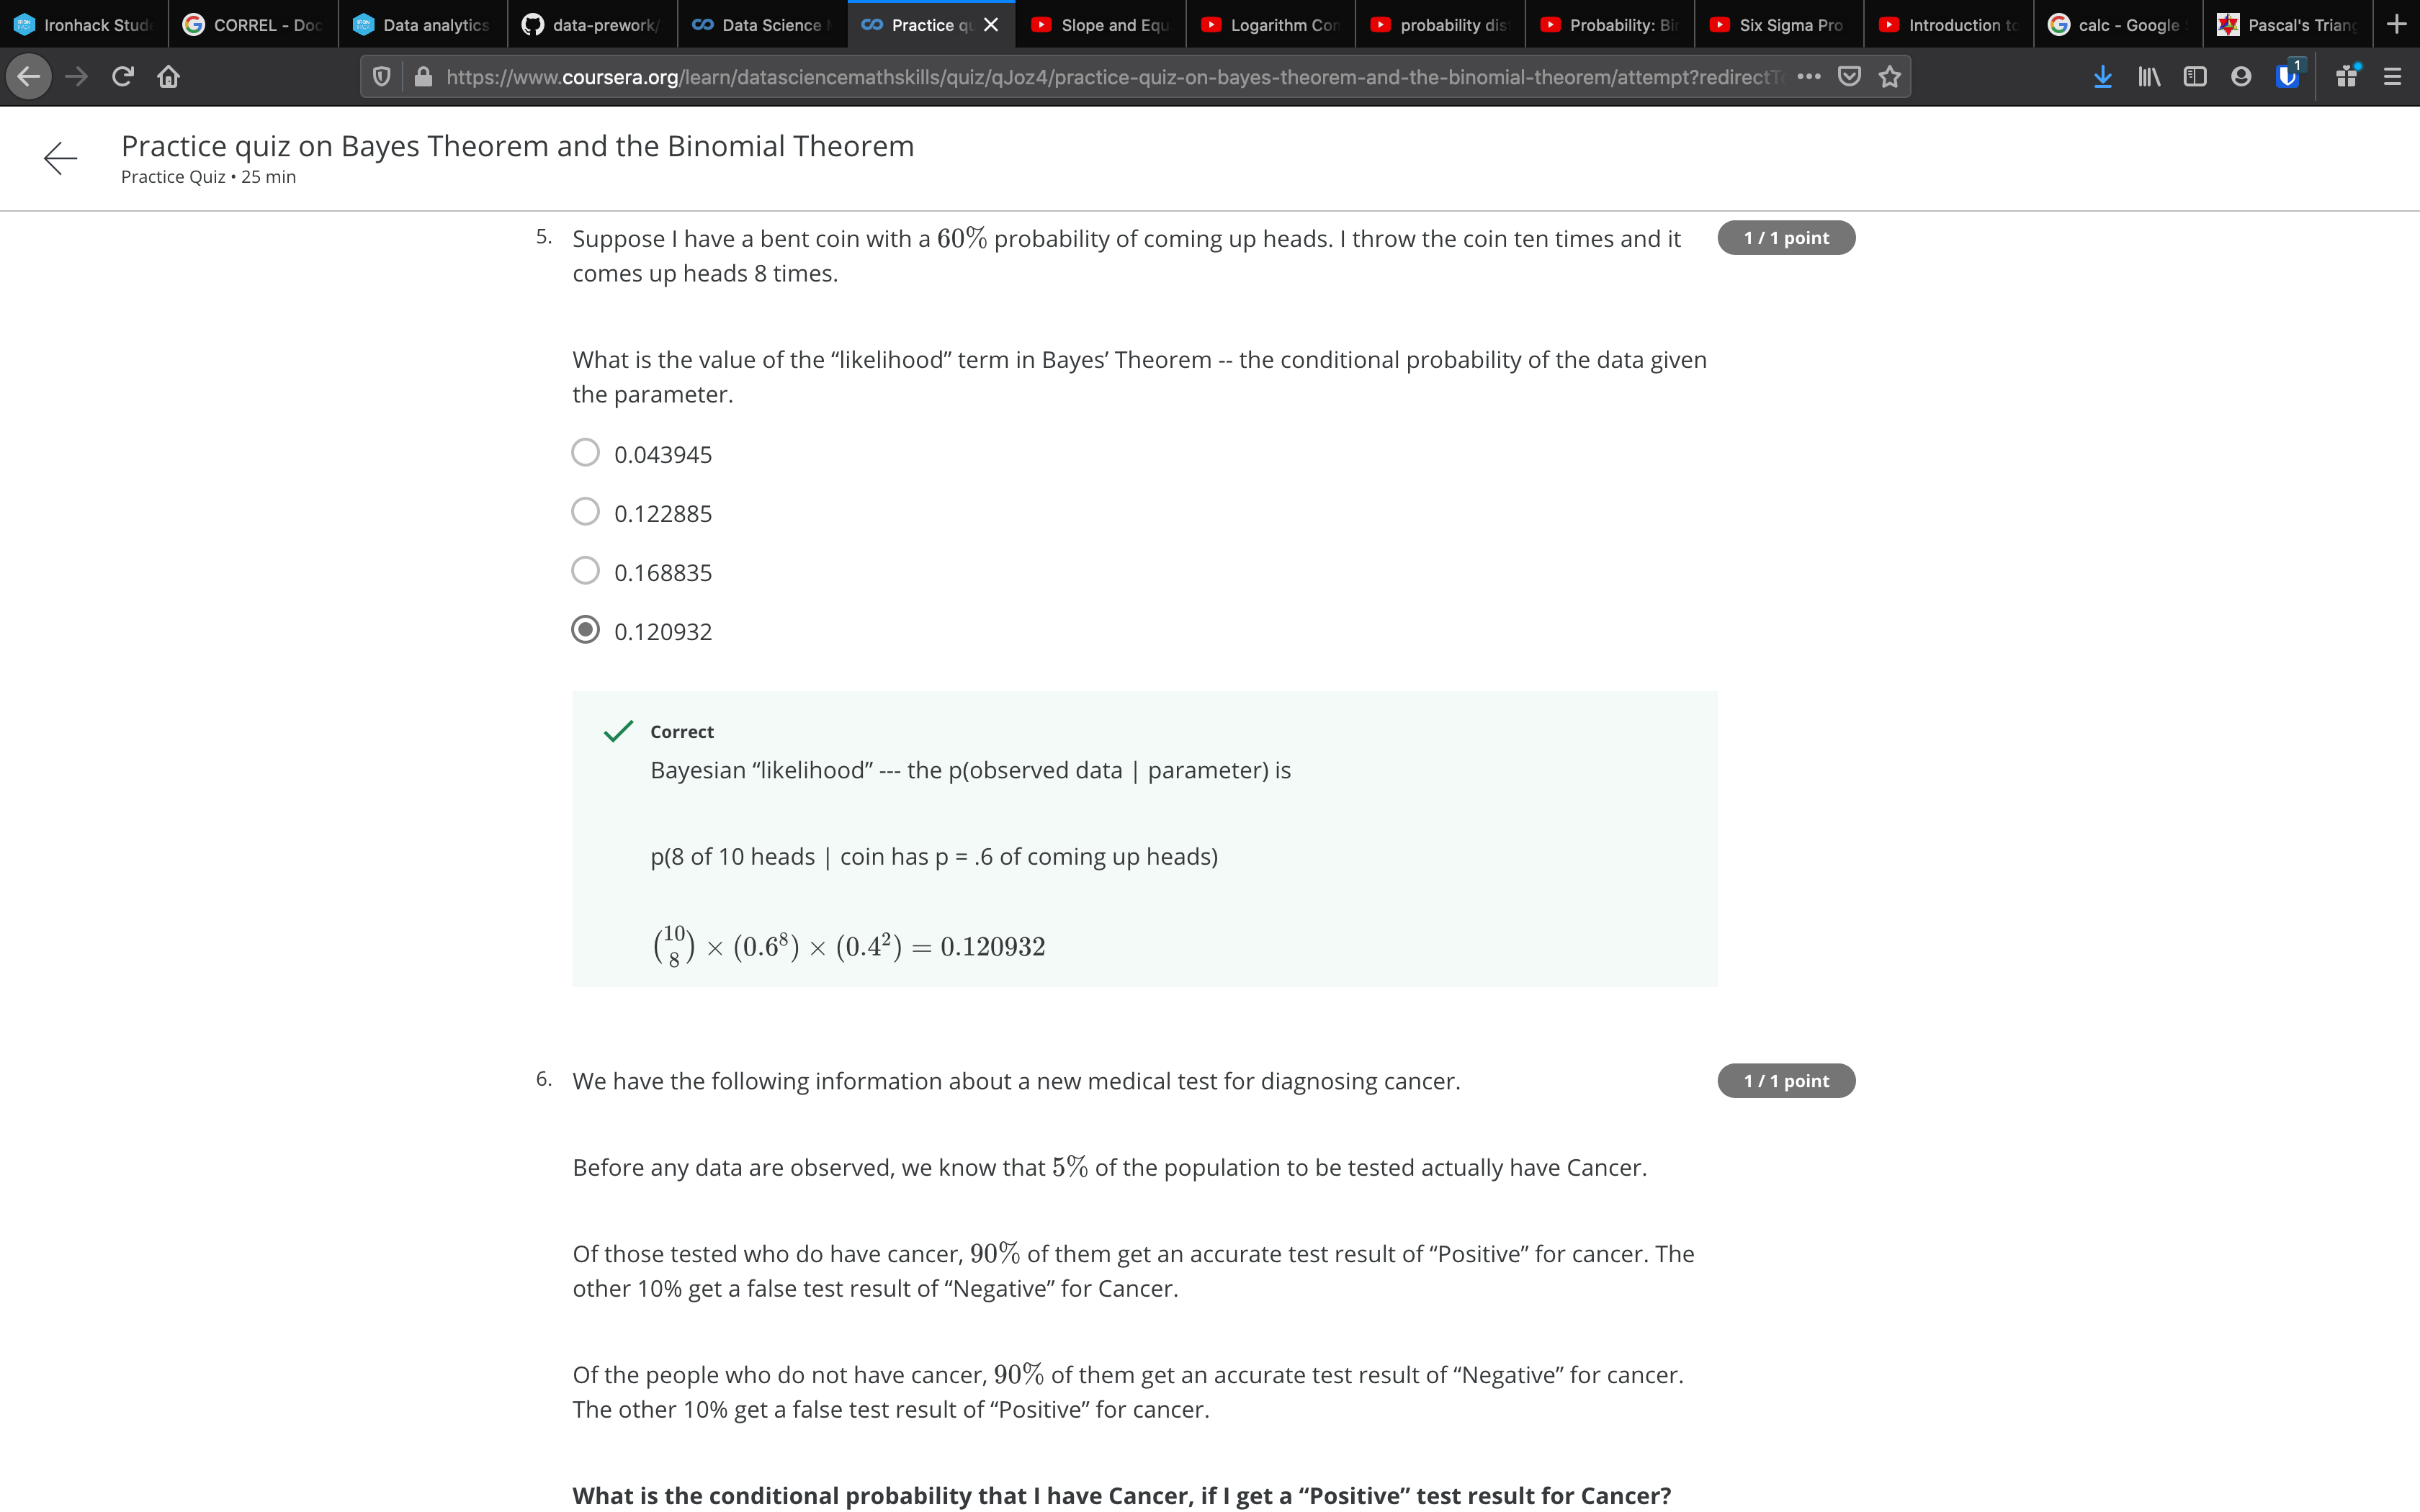 Ironhack Stude
CORREL - Doc
Data analytics
data-prework/
Data Science M
Practice qu
Slope and Equ
Logarithm Con
probability dis
Probability: Bin
Six Sigma Pro
Introduction to
calc - Google S
Pascal's Triang
https://www.coursera.org/learn/datasciencemathskills/quiz/qJoz4/practice-quiz-on-bayes-theorem-and-the-binomial-theorem/attempt?redirectT
1
Practice quiz on Bayes Theorem and the Binomial Theorem
Practice Quiz • 25 min
5. Suppose I have a bent coin with a 60% probability of coming up heads. I throw the coin ten times and it
comes up heads 8 times.
1 / 1 point
What is the value of the “likelihood” term in Bayes’ Theorem -- the conditional probability of the data given
the parameter.
0.043945
0.122885
0.168835
0.120932
Correct
Bayesian “likelihood” --- the p(observed data | parameter) is
p(8 of 10 heads | coin has p = .6 of coming up heads)
(10 8) × (0.6⁸) × (0.4²) = 0.120932
6. We have the following information about a new medical test for diagnosing cancer.
1 / 1 point
Before any data are observed, we know that 5% of the population to be tested actually have Cancer.
Of those tested who do have cancer, 90% of them get an accurate test result of “Positive” for cancer. The
other 10% get a false test result of “Negative” for Cancer.
Of the people who do not have cancer, 90% of them get an accurate test result of “Negative” for cancer.
The other 10% get a false test result of “Positive” for cancer.
What is the conditional probability that I have Cancer, if I get a “Positive” test result for Cancer?